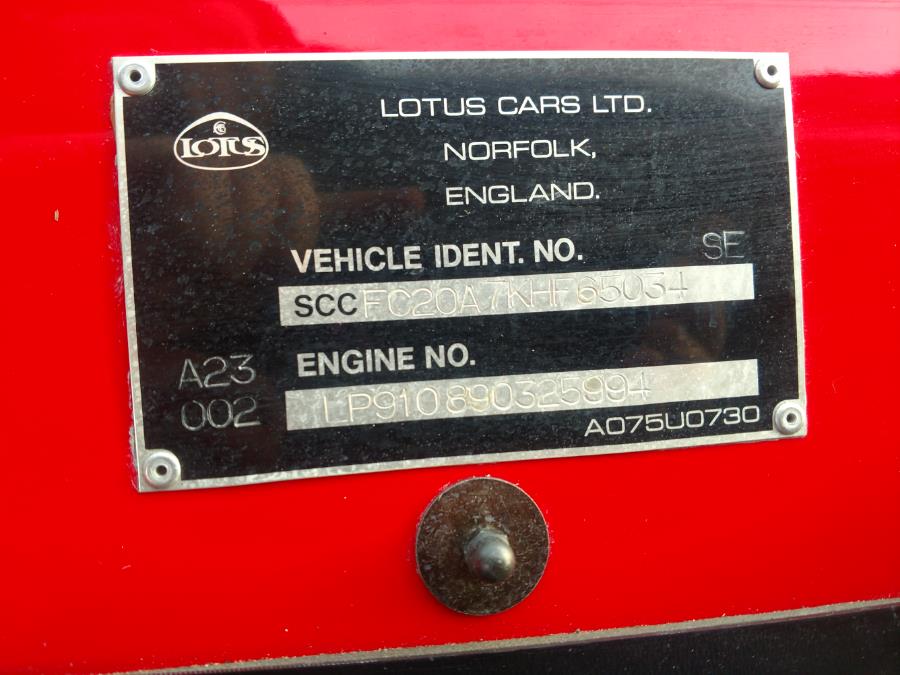 LOTUS
LOTUS CARS LTD.
NORFOLK,
ENGLAND.
VEHICLE IDENT. NO. SE
SCCFC20A7KHF65034
A23
002
ENGINE NO.
LP910890325994
A075U0730